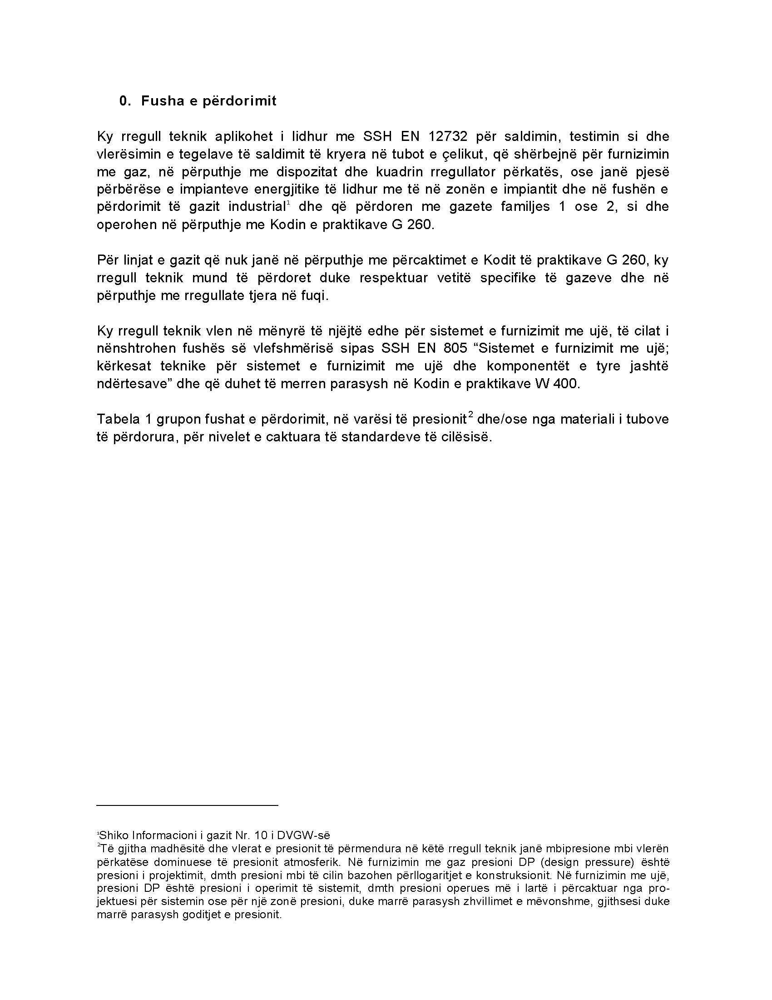 0. Fusha e përdorimit
Ky rregull teknik aplikohet i lidhur me SSH EN 12732 për saldimin, testimin si dhe
vlerësimin e tegelave të saldimit të kryera në tubot e çelikut, që shërbejnë për furnizimin
me gaz, në përputhje me dispozitat dhe kuadrin rregullator përkatës, ose janë pjesë
përbërëse e impianteve energjitike të lidhur me të në zonën e impiantit dhe në fushën e
përdorimit të gazit industrial¹ dhe që përdoren me gazete familjes 1 ose 2, si dhe
operohen në përputhje me Kodin e praktikave G 260.
Për linjat e gazit që nuk janë në përputhje me përcaktimet e Kodit të praktikave G 260, ky
rregull teknik mund të përdoret duke respektuar vetitë specifike të gazeve dhe në
përputhje me rregullate tjera në fuqi.
Ky rregull teknik vlen në mënyrë të njëjtë edhe për sistemet e furnizimit me ujë, të cilat i
nënshtrohen fushës së vlefshmërisë sipas SSH EN 805 “Sistemet e furnizimit me ujë;
kërkesat teknike për sistemet e furnizimit me ujë dhe komponentët e tyre jashtë
ndërtesave” dhe që duhet të merren parasysh në Kodin e praktikave W 400.
Tabela 1 grupon fushat e përdorimit, në varësi të presionit² dhe/ose nga materiali i tubove
të përdorura, për nivelet e caktuara të standardeve të cilësisë.
¹Shiko Informacioni i gazit Nr. 10 i DVGW-së
²Të gjitha madhësitë dhe vlerat e presionit të përmendura në këtë rregull teknik janë mbipresione mbi vlerën
përkatëse dominuese të presionit atmosferik. Në furnizimin me gaz presioni DP (design pressure) është
presioni i projektimit, dmth presioni mbi të cilin bazohen përllogaritjet e konstruksionit. Në furnizimin me ujë,
presioni DP është presioni i operimit të sistemit, dmth presioni operues më i lartë i përcaktuar nga pro-
jektuesi për sistemin ose për një zonë presioni, duke marrë parasysh zhvillimet e mëvonshme, gjithsesi duke
marrë parasysh goditjet e presionit.